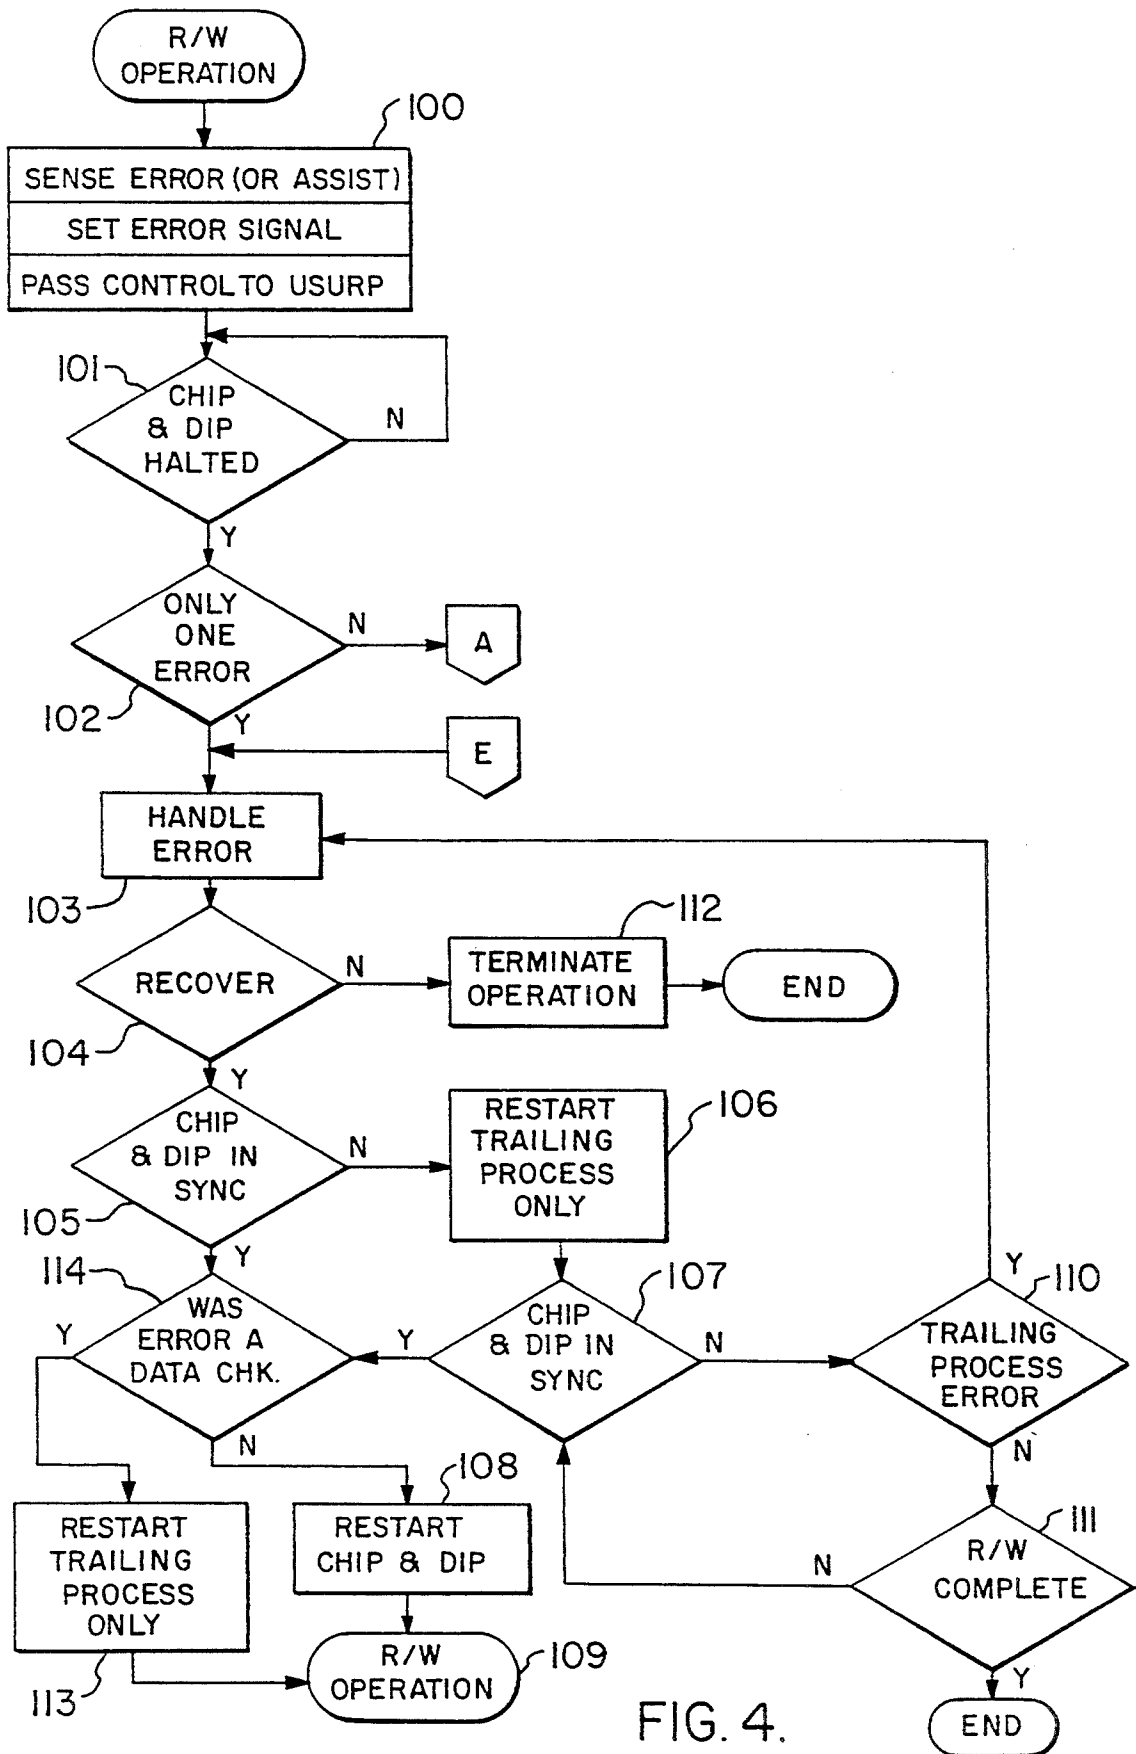 R/W
OPERATION
100
SENSE ERROR (OR ASSIST)
SET ERROR SIGNAL
PASS CONTROL TO USURP
101
CHIP
& DIP
HALTED
N
Y
ONLY
ONE
ERROR
N
A
102
Y
E
HANDLE
ERROR
103
112
RECOVER
N
TERMINATE
OPERATION
END
104
Y
CHIP
& DIP IN
SYNC
N
RESTART
TRAILING
PROCESS
ONLY
106
105
Y
114
107
Y
110
WAS
ERROR A
DATA CHK.
Y
Y
CHIP
& DIP IN
SYNC
N
TRAILING
PROCESS
ERROR
N
N
108
111
RESTART
TRAILING
PROCESS
ONLY
RESTART
CHIP & DIP
N
R/W
COMPLETE
113
R/W
OPERATION
109
Y
END
FIG. 4.